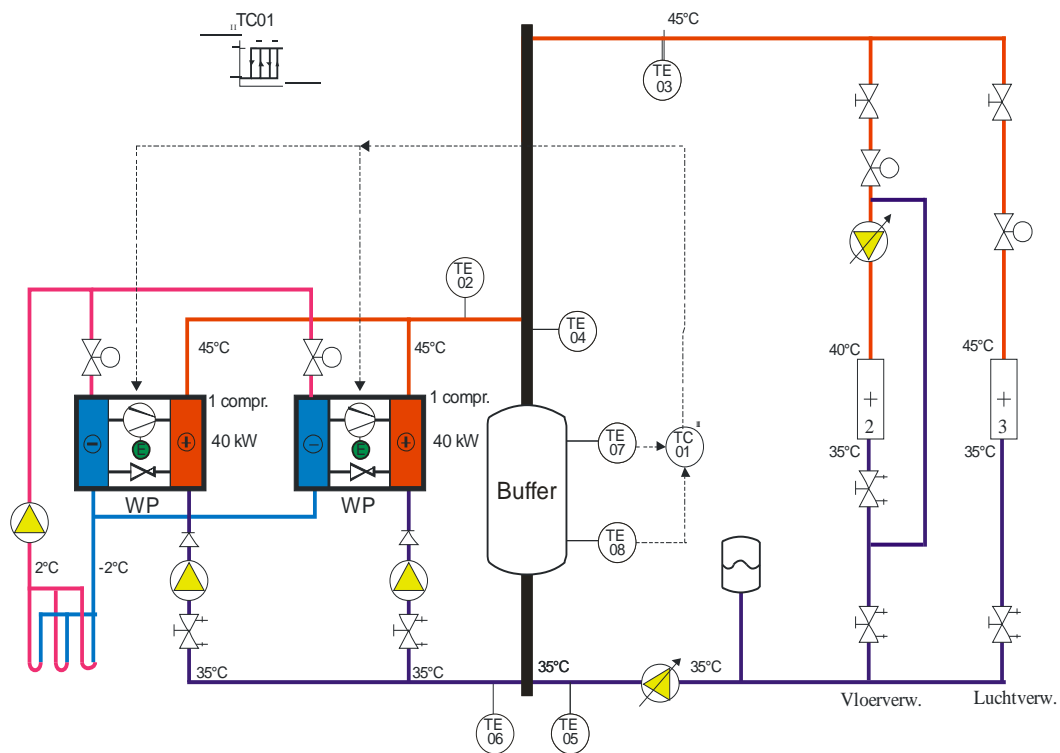 TC01
45°C
TE
03
TE
02
TE
04
45°C
45°C
40°C
45°C
1 compr.
1 compr.
40 kW
40 kW
+
2
+
3
E
E
TE
07
TC
01
35°C
35°C
WP
WP
Buffer
TE
08
2°C
-2°C
35°C
35°C
35°C
35°C
Vloerverw.
Luchtverw.
TE
06
TE
05